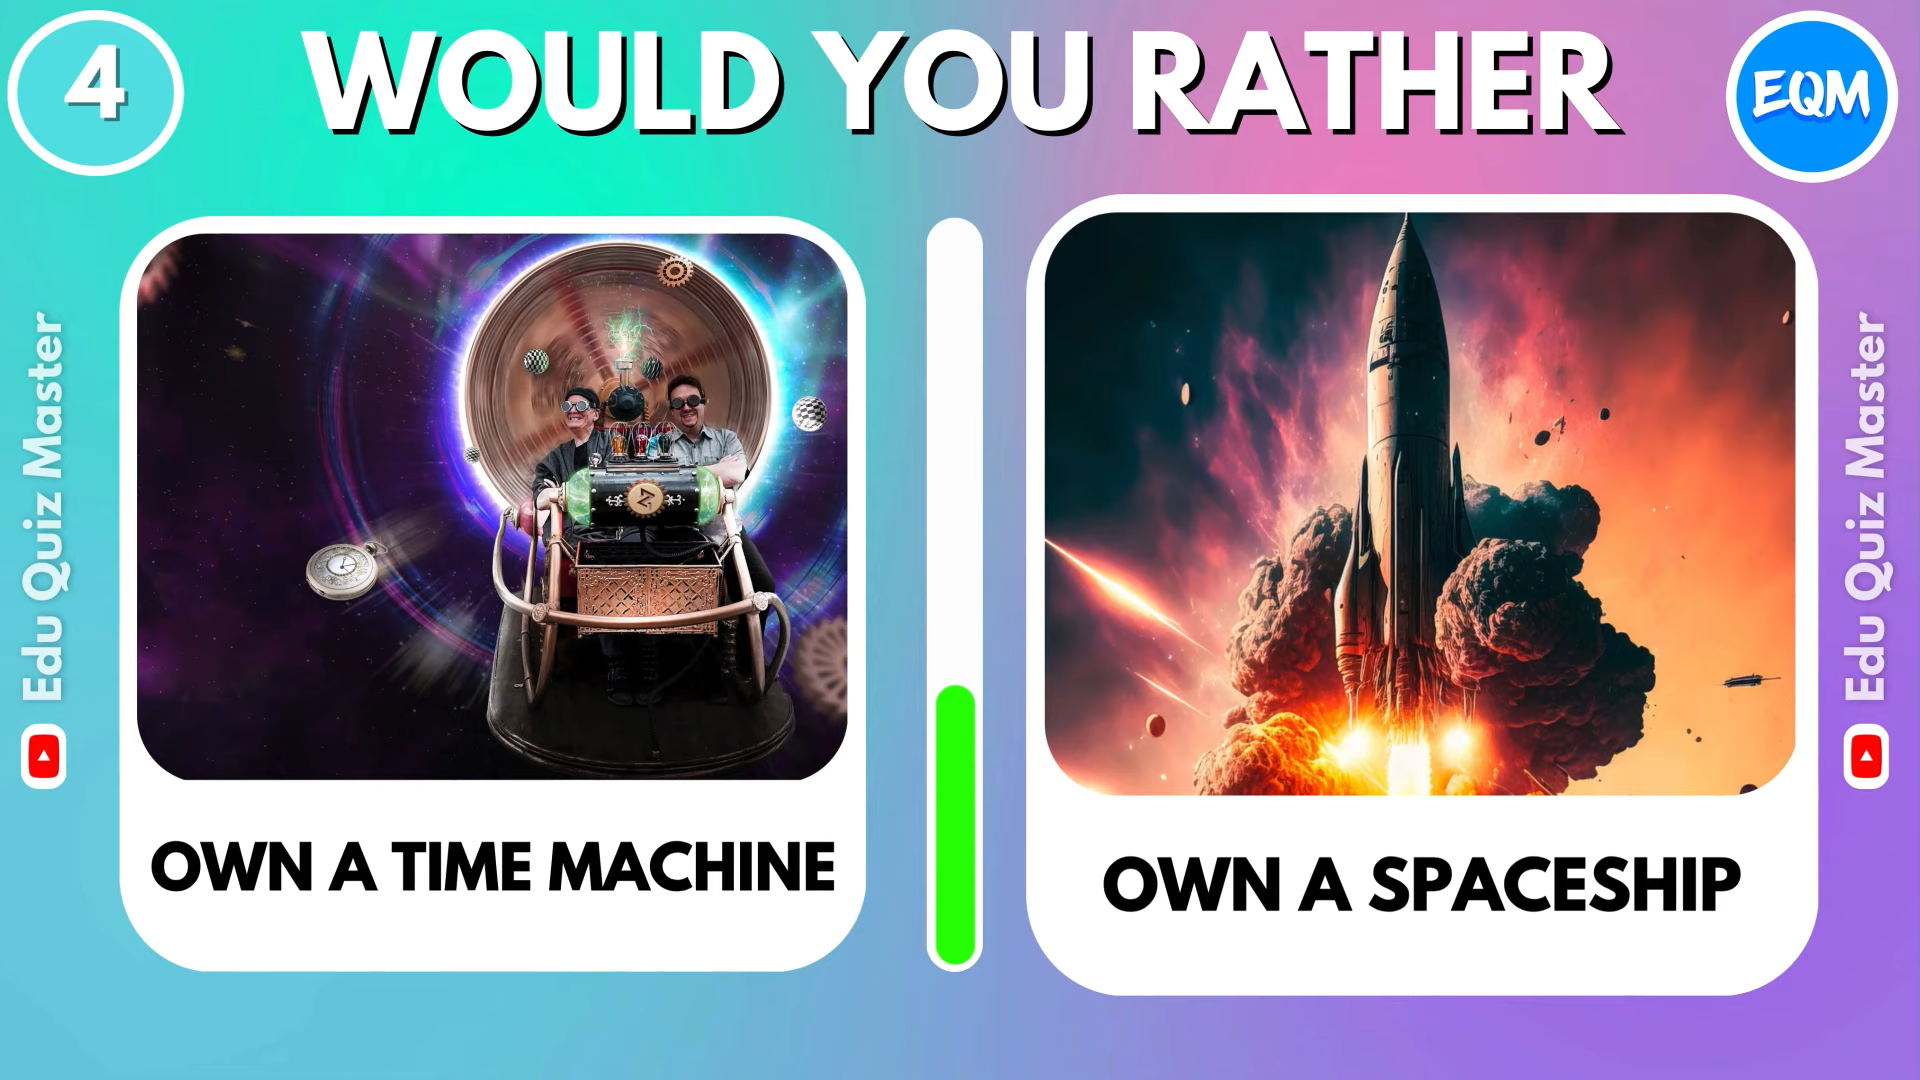 4
WOULD YOU RATHER
EQM
Edu Quiz Master
OWN A TIME MACHINE
OWN A SPACESHIP
Edu Quiz Master